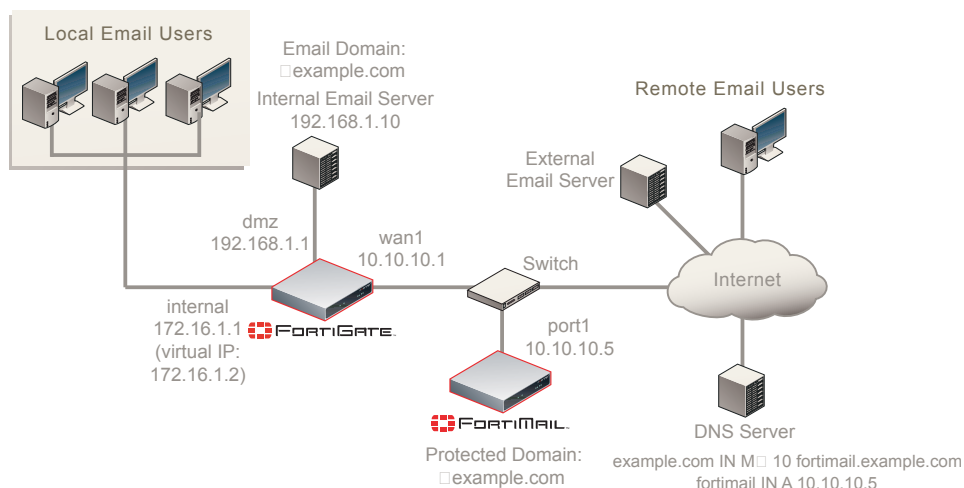 Local Email Users
Email Domain:
□example.com
Internal Email Server
192.168.1.10
Remote Email Users
External
Email Server
dmz
192.168.1.1
wan1
10.10.10.1
Switch
Internet
internal
172.16.1.1
(virtual IP:
172.16.1.2)
FORTIGATE
port1
10.10.10.5
FORTIMAIL
DNS Server
Protected Domain:
□example.com
example.com IN M□ 10 fortimail.example.com
fortimail IN A 10.10.10.5